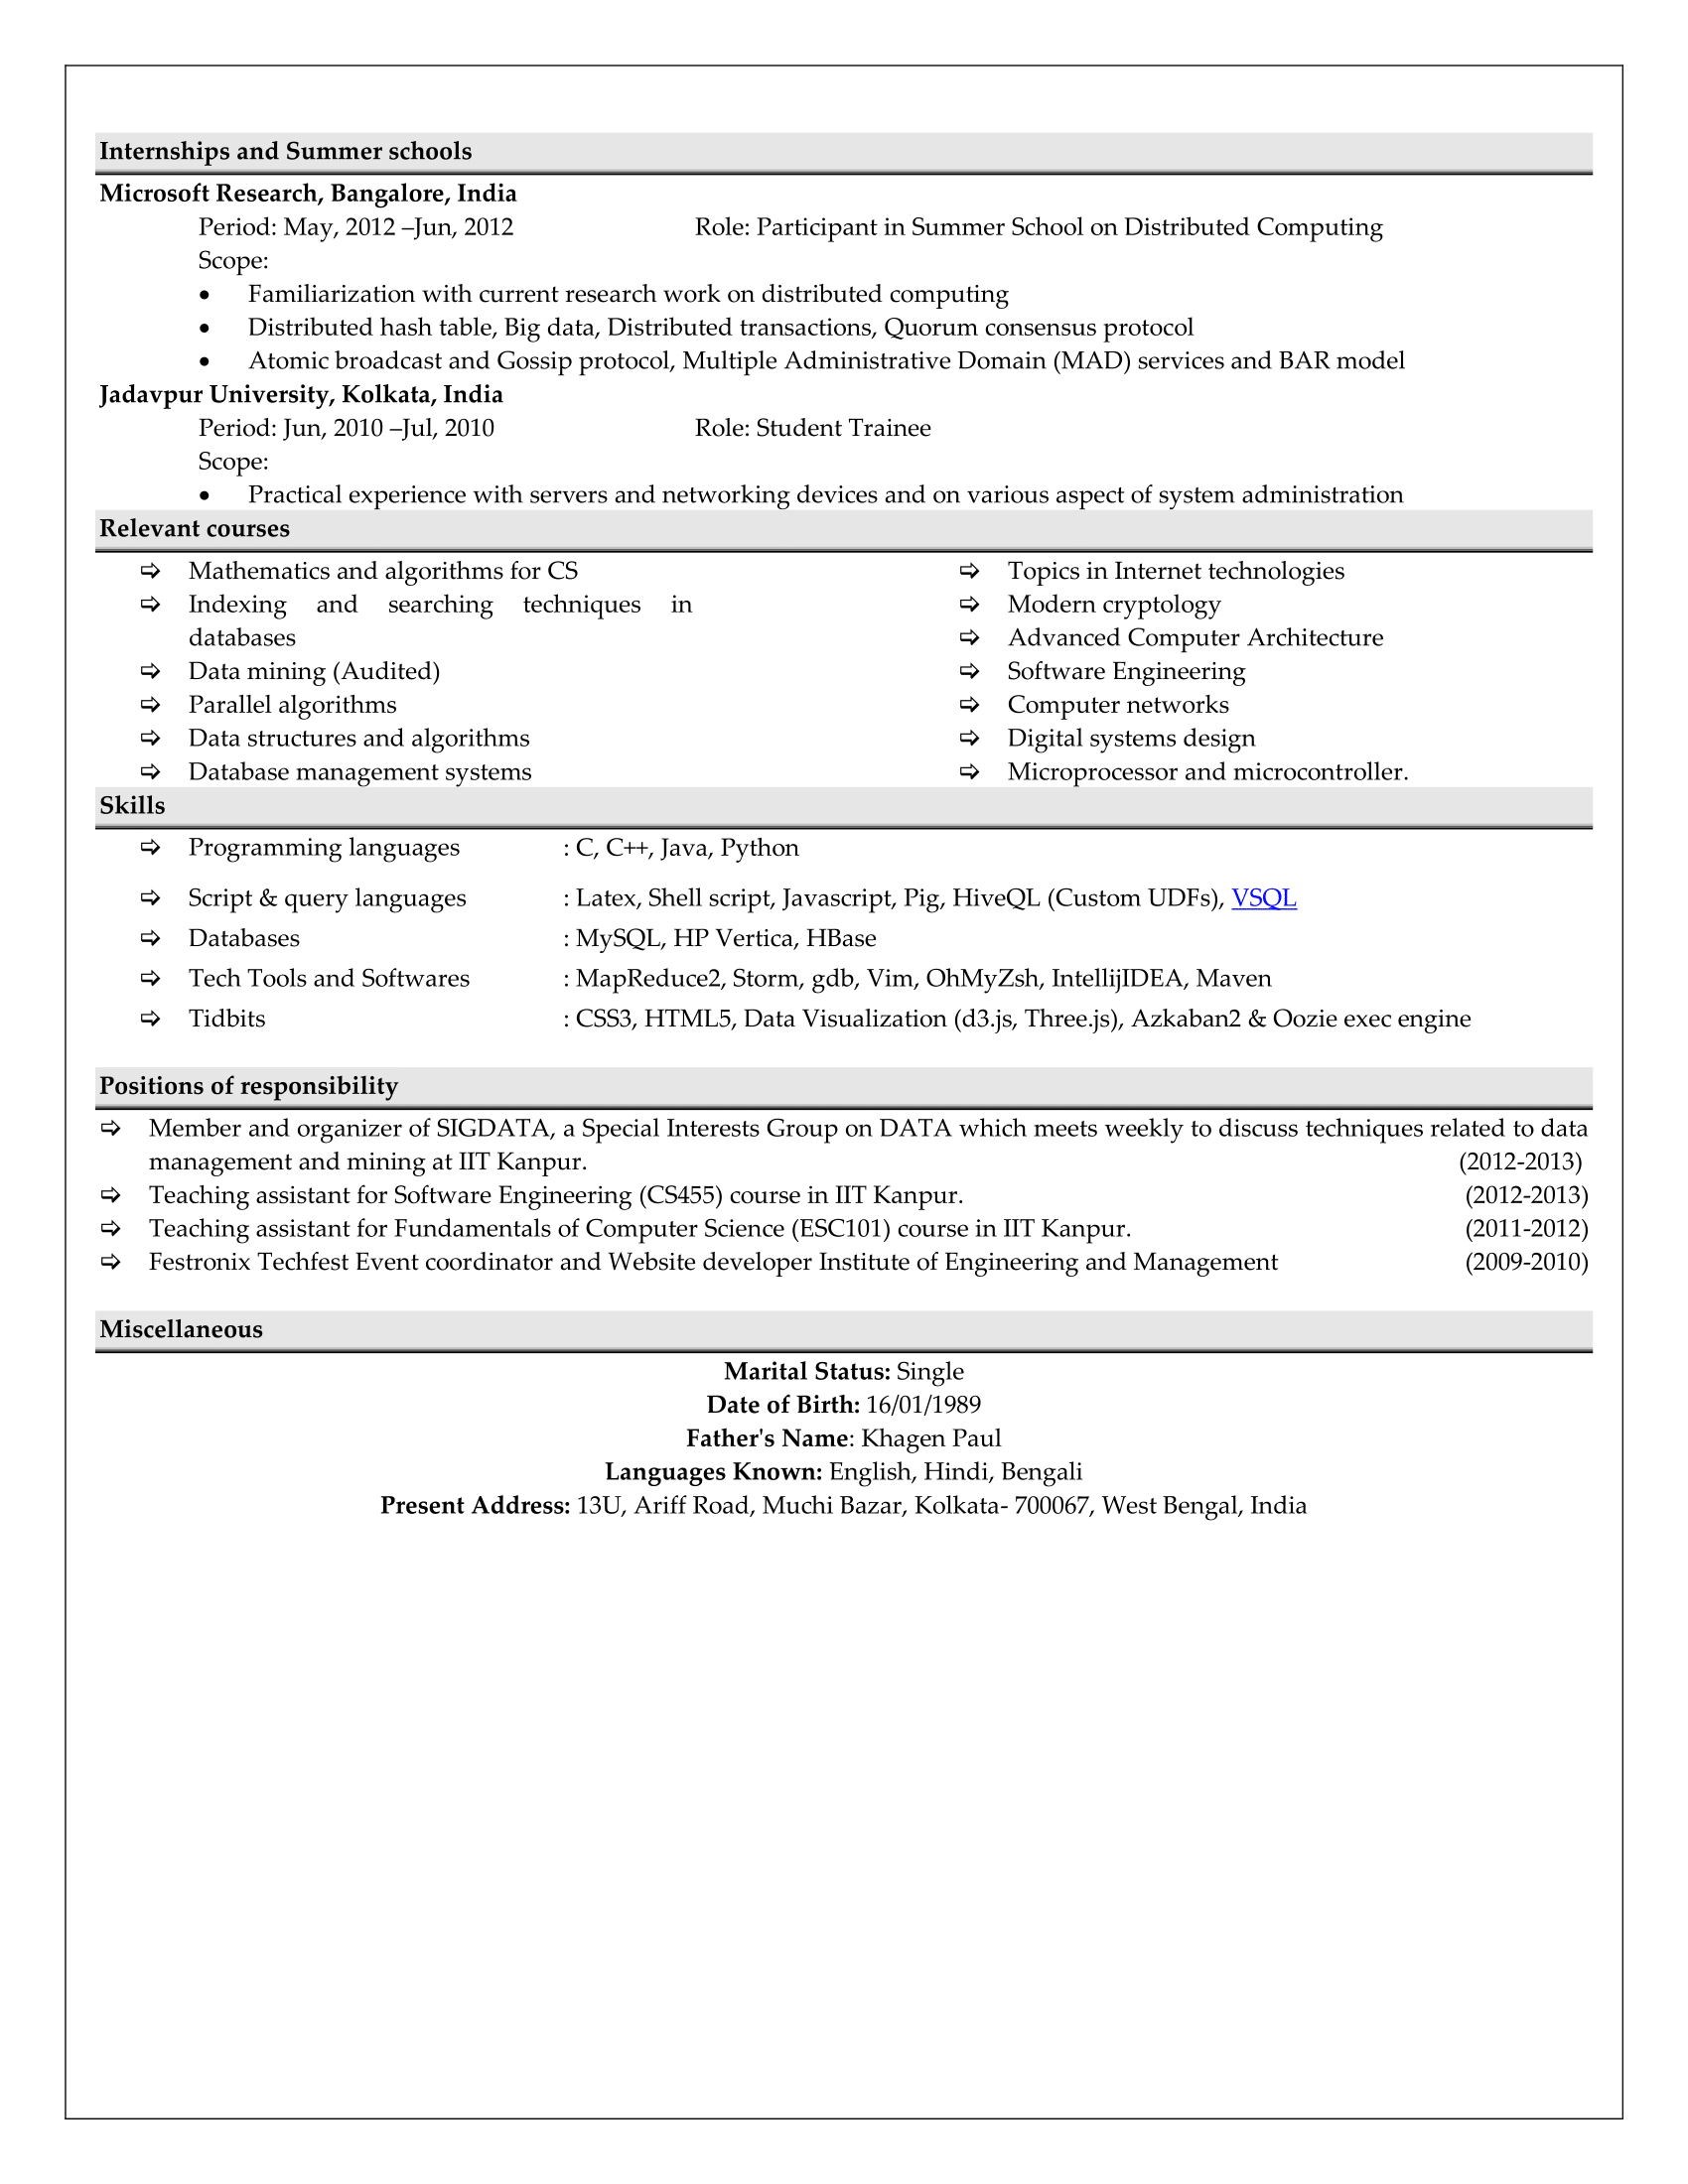 Internships and Summer schools
Microsoft Research, Bangalore, India
Period: May, 2012 –Jun, 2012 Role: Participant in Summer School on Distributed Computing
Scope:
• Familiarization with current research work on distributed computing
• Distributed hash table, Big data, Distributed transactions, Quorum consensus protocol
• Atomic broadcast and Gossip protocol, Multiple Administrative Domain (MAD) services and BAR model
Jadavpur University, Kolkata, India
Period: Jun, 2010 –Jul, 2010 Role: Student Trainee
Scope:
• Practical experience with servers and networking devices and on various aspect of system administration
Relevant courses
➩ Mathematics and algorithms for CS
➩ Indexing and searching techniques in
databases
➩ Data mining (Audited)
➩ Parallel algorithms
➩ Data structures and algorithms
➩ Database management systems
➩ Topics in Internet technologies
➩ Modern cryptology
➩ Advanced Computer Architecture
➩ Software Engineering
➩ Computer networks
➩ Digital systems design
➩ Microprocessor and microcontroller.
Skills
➩ Programming languages : C, C++, Java, Python
➩ Script & query languages : Latex, Shell script, Javascript, Pig, HiveQL (Custom UDFs), VSQL
➩ Databases : MySQL, HP Vertica, HBase
➩ Tech Tools and Softwares : MapReduce2, Storm, gdb, Vim, OhMyZsh, IntellijIDEA, Maven
➩ Tidbits : CSS3, HTML5, Data Visualization (d3.js, Three.js), Azkaban2 & Oozie exec engine
Positions of responsibility
➩ Member and organizer of SIGDATA, a Special Interests Group on DATA which meets weekly to discuss techniques related to data
management and mining at IIT Kanpur. (2012-2013)
➩ Teaching assistant for Software Engineering (CS455) course in IIT Kanpur. (2012-2013)
➩ Teaching assistant for Fundamentals of Computer Science (ESC101) course in IIT Kanpur. (2011-2012)
➩ Festronix Techfest Event coordinator and Website developer Institute of Engineering and Management (2009-2010)
Miscellaneous
Marital Status: Single
Date of Birth: 16/01/1989
Father's Name: Khagen Paul
Languages Known: English, Hindi, Bengali
Present Address: 13U, Ariff Road, Muchi Bazar, Kolkata- 700067, West Bengal, India